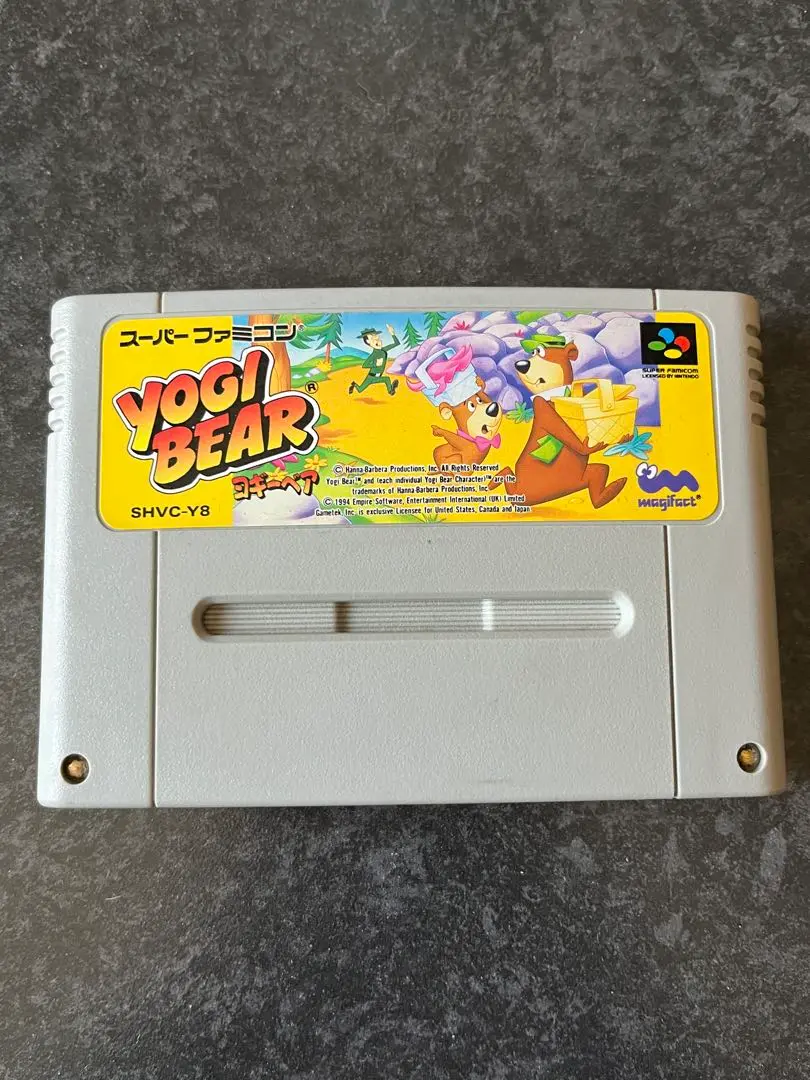 スーパーファミコン®
YOGI
BEAR®
ヨギーベア
SHVC-Y8
© Hanna-Barbera Productions, Inc. All Rights Reserved
Yogi Bear™ and (each individual Yogi Bear Character)™ are the
trademarks of Hanna-Barbera Productions, Inc.
© 1994 Empire Software, Entertainment International (UK) Limited
Gametek, Inc. is exclusive Licensee for United States, Canada and Japan
SUPER FAMICOM
LICENSED BY NINTENDO
magifact®